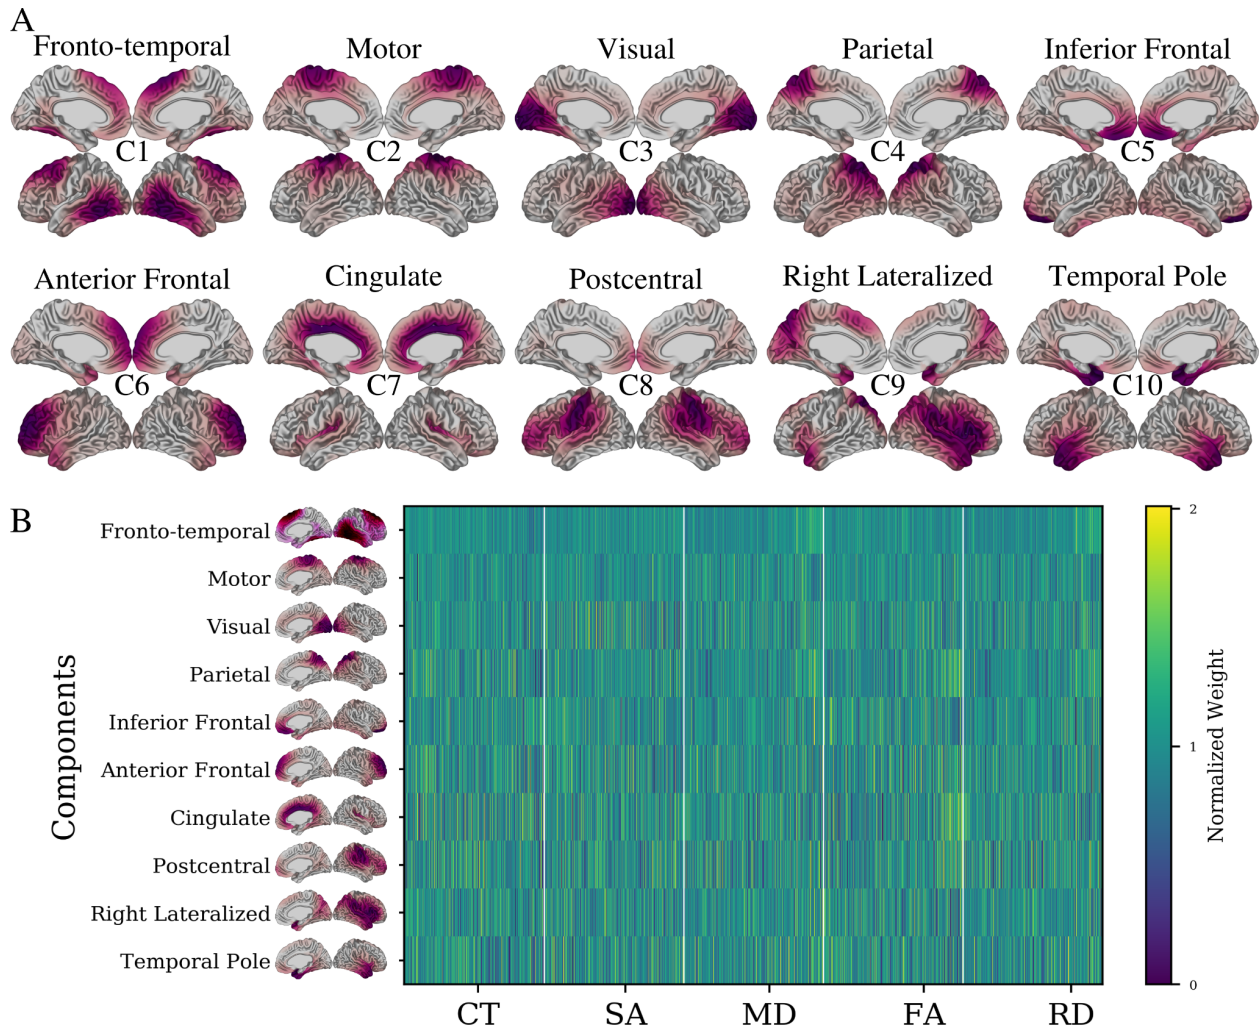 A
Fronto-temporal
Motor
Visual
Parietal
Inferior Frontal
C1
C2
C3
C4
C5
Anterior Frontal
Cingulate
Postcentral
Right Lateralized
Temporal Pole
C6
C7
C8
C9
C10
B
Components
Fronto-temporal
Motor
Visual
Parietal
Inferior Frontal
Anterior Frontal
Cingulate
Postcentral
Right Lateralized
Temporal Pole
CT
SA
MD
FA
RD
2
1
0
Normalized Weight